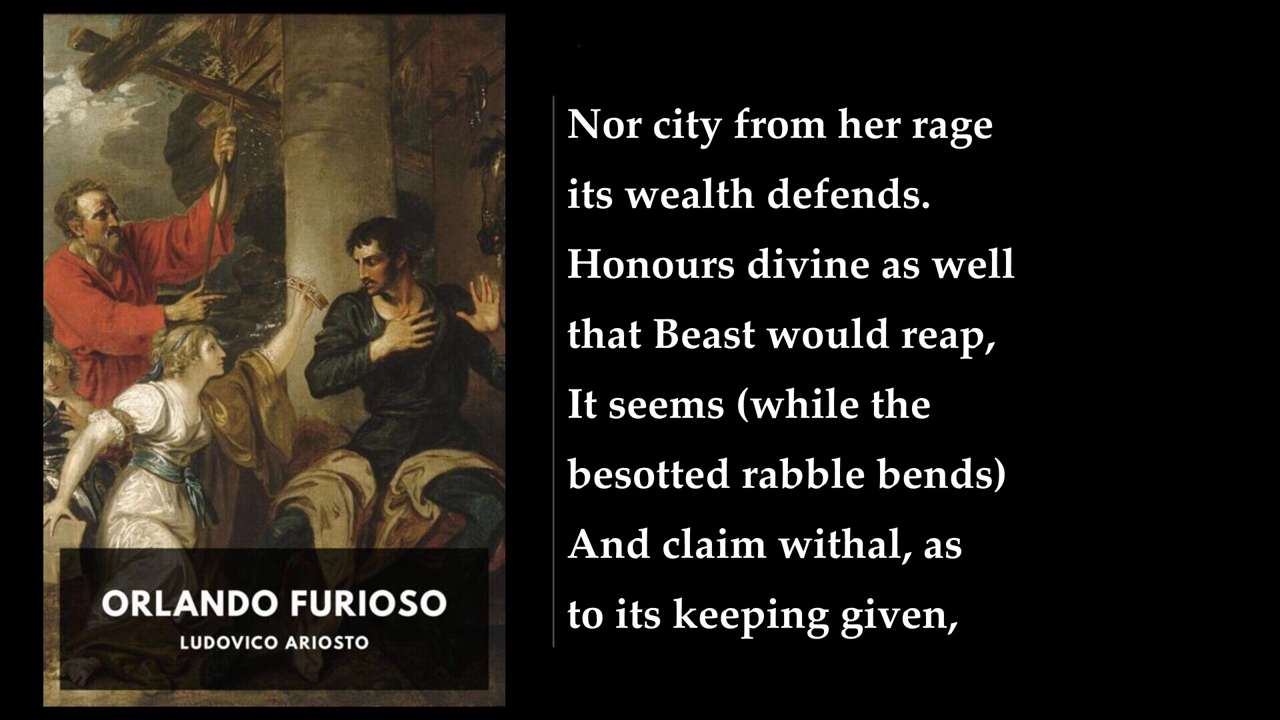 ORLANDO FURIOSO
LUDOVICO ARIOSTO
Nor city from her rage
its wealth defends.
Honours divine as well
that Beast would reap,
It seems (while the
besotted rabble bends)
And claim withal, as
to its keeping given,